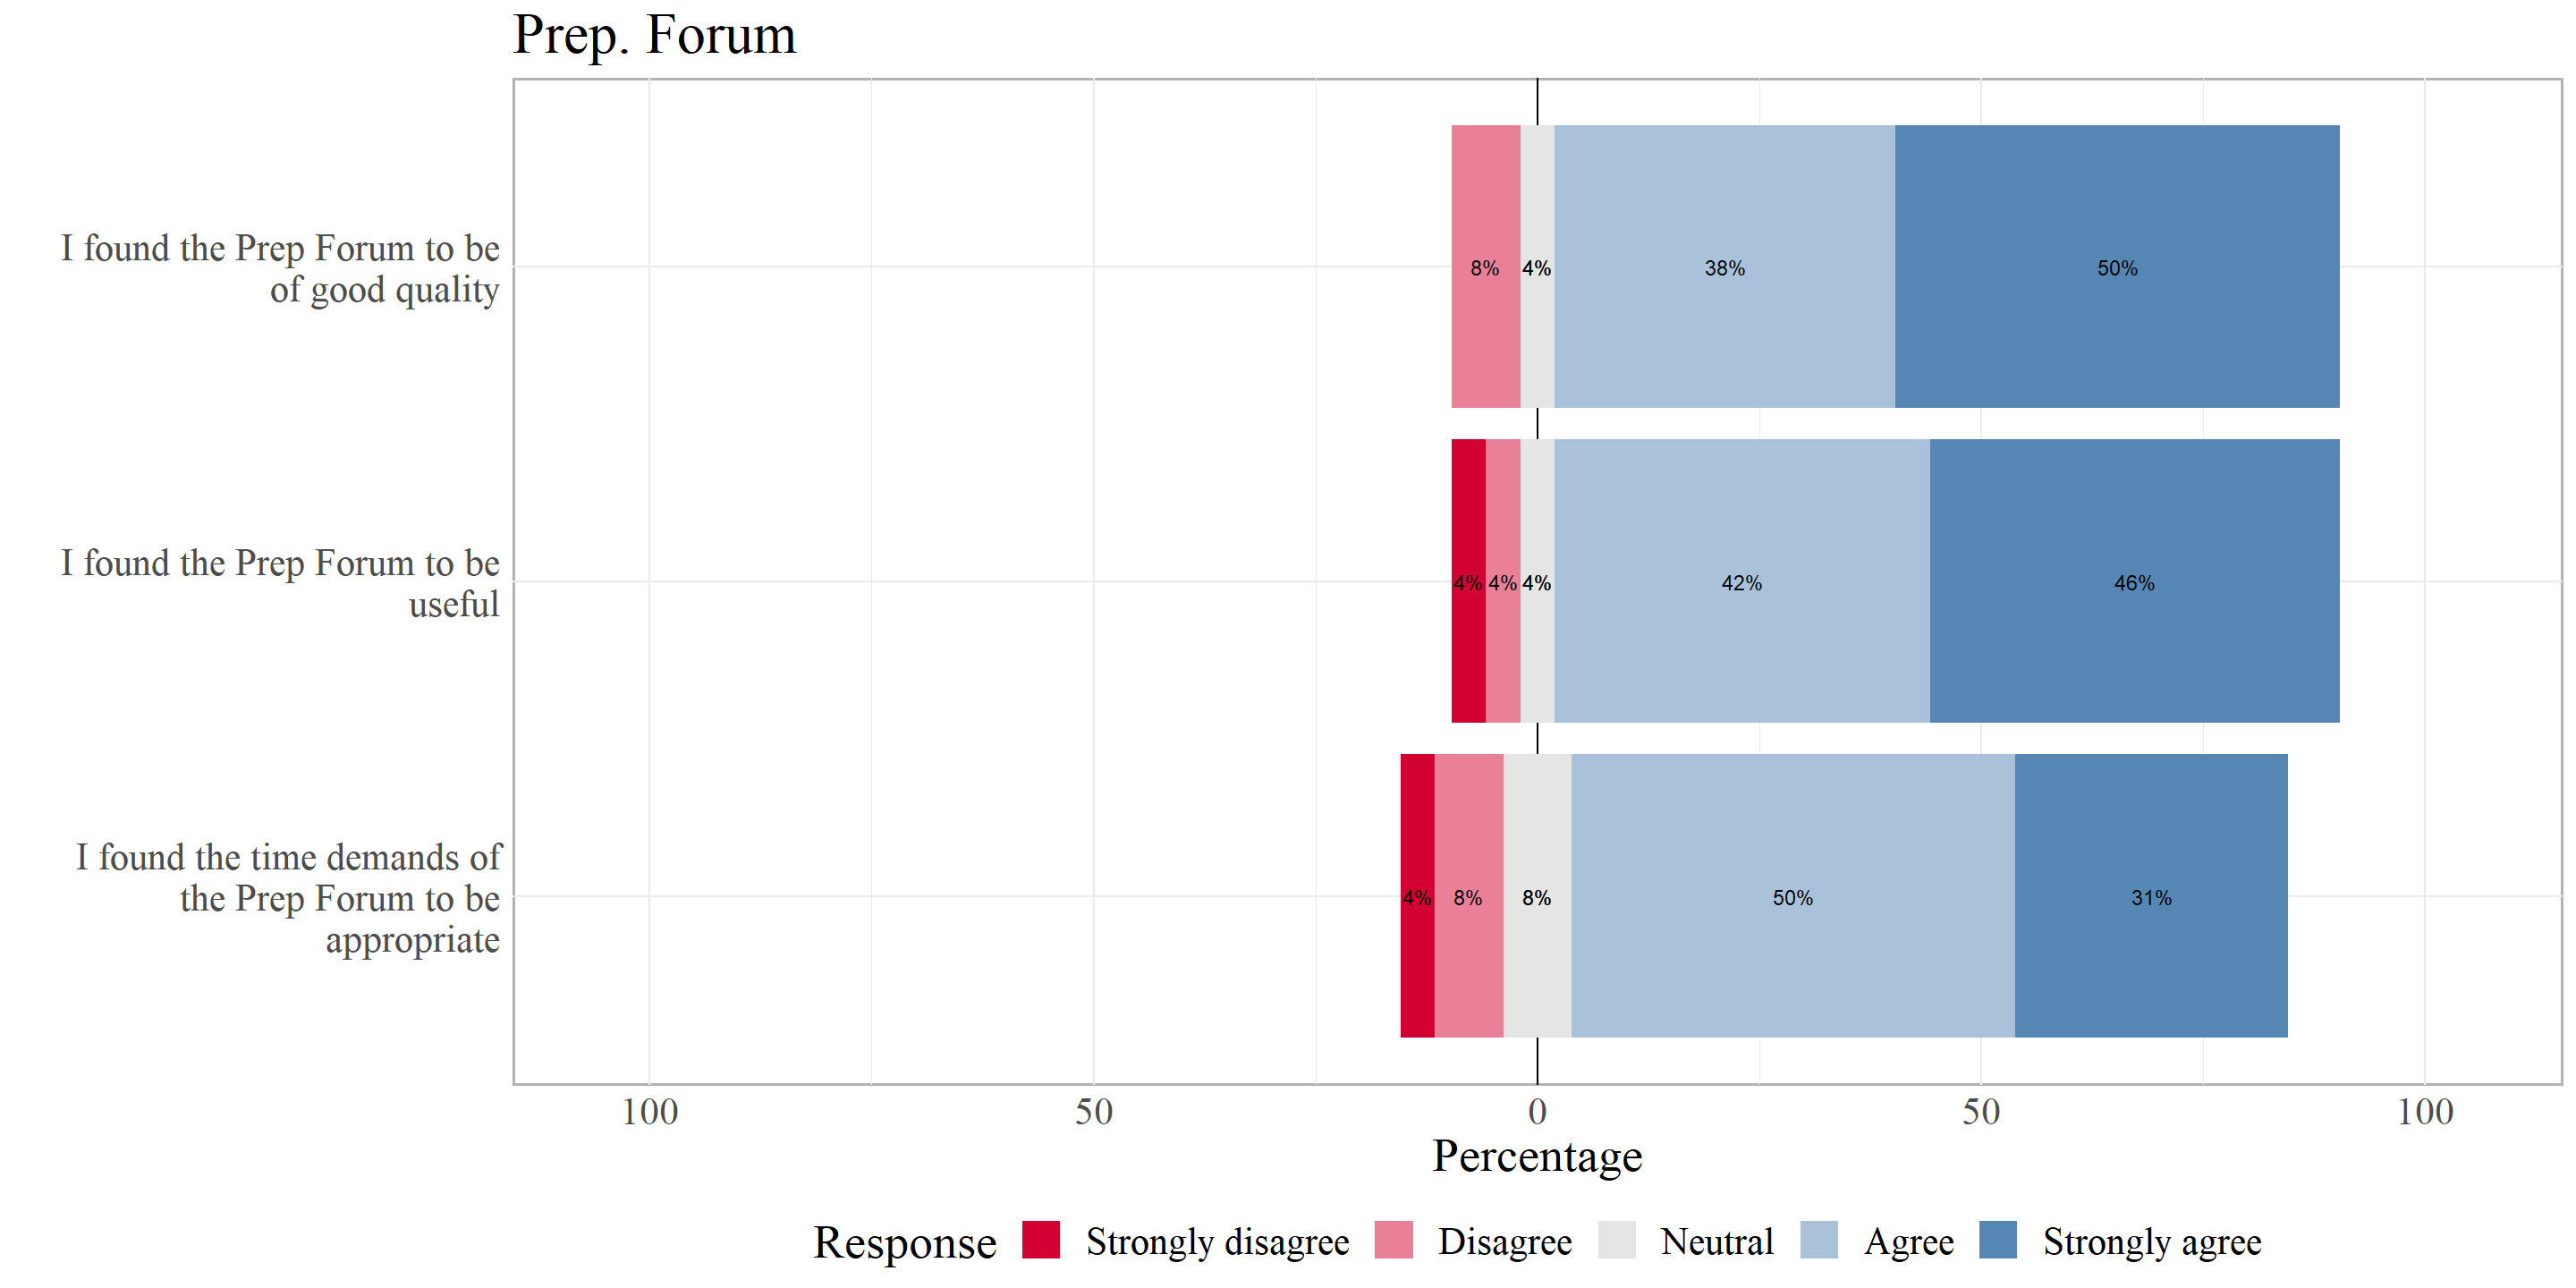 Prep. Forum
I found the Prep Forum to be
of good quality
8% 4% 38% 50%
I found the Prep Forum to be
useful
4% 4% 4% 42% 46%
I found the time demands of
the Prep Forum to be
appropriate
4% 8% 8% 50% 31%
100 50 0 50 100
Percentage
Response Strongly disagree Disagree Neutral Agree Strongly agree